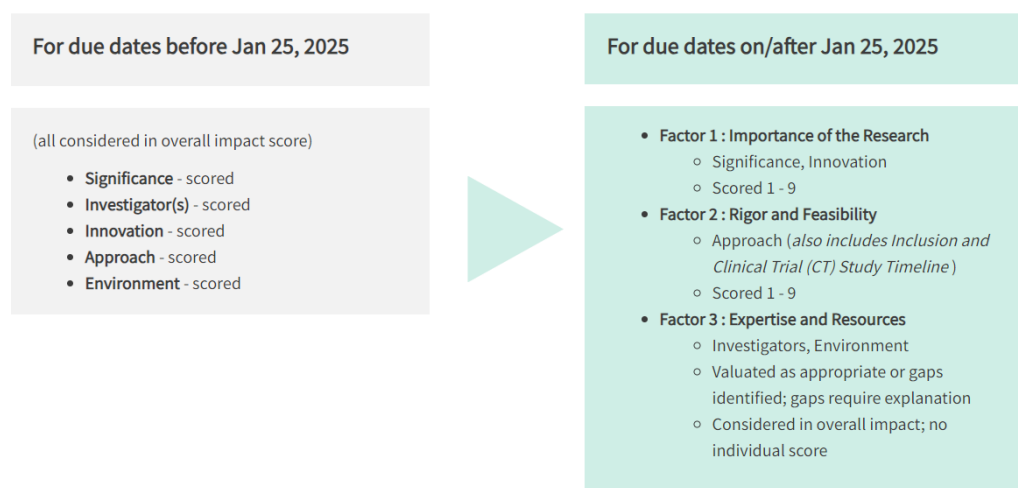 For due dates before Jan 25, 2025
(all considered in overall impact score)
• Significance - scored
• Investigator(s) - scored
• Innovation - scored
• Approach - scored
• Environment - scored
For due dates on/after Jan 25, 2025
• Factor 1 : Importance of the Research
○ Significance, Innovation
○ Scored 1 - 9
• Factor 2 : Rigor and Feasibility
○ Approach (also includes Inclusion and
Clinical Trial (CT) Study Timeline )
○ Scored 1 - 9
• Factor 3 : Expertise and Resources
○ Investigators, Environment
○ Valuated as appropriate or gaps
identified; gaps require explanation
○ Considered in overall impact; no
individual score